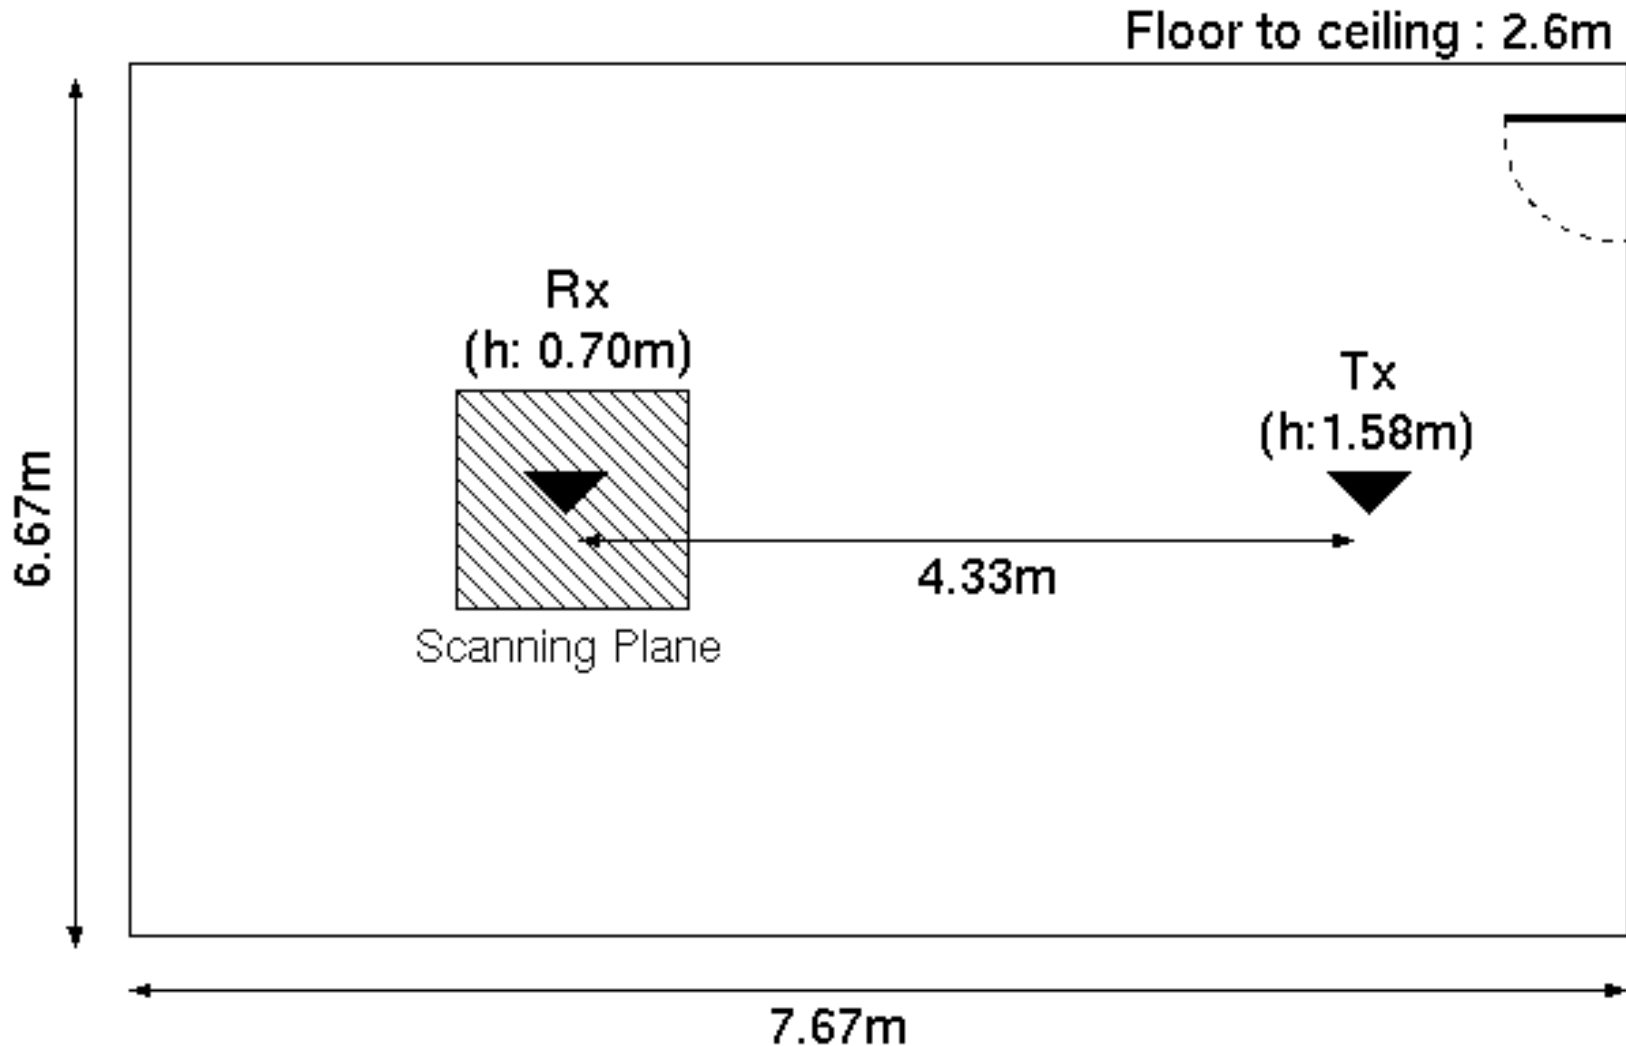 Floor to ceiling : 2.6m
Rx
(h: 0.70m)
Tx
(h:1.58m)
6.67m
4.33m
Scanning Plane
7.67m